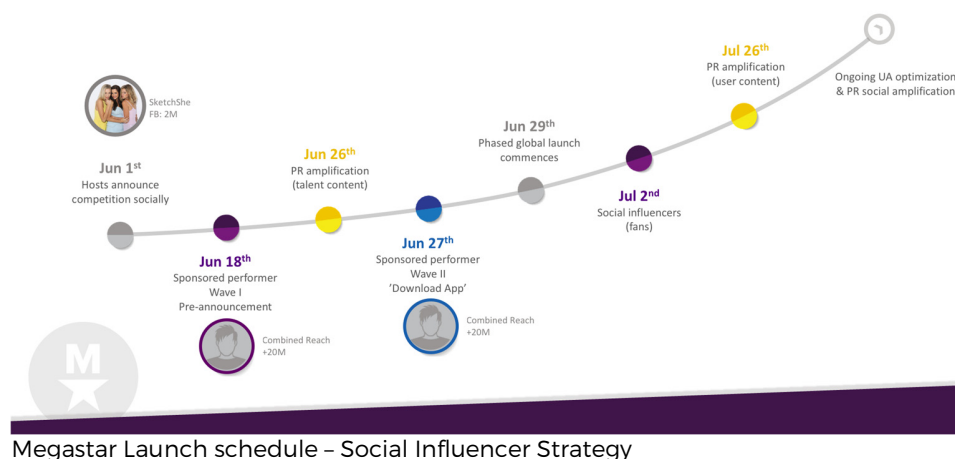 SketchShe
FB: 2M
Jun 1st
Hosts announce
competition socially
Jun 18th
Sponsored performer
Wave I
Pre-announcement
Combined Reach
+20M
Jun 26th
PR amplification
(talent content)
Jun 27th
Sponsored performer
Wave II
'Download App'
Combined Reach
+20M
Jun 29th
Phased global launch
commences
Jul 2nd
Social influencers
(fans)
Jul 26th
PR amplification
(user content)
Ongoing UA optimization
& PR social amplification
M
Megastar Launch schedule – Social Influencer Strategy